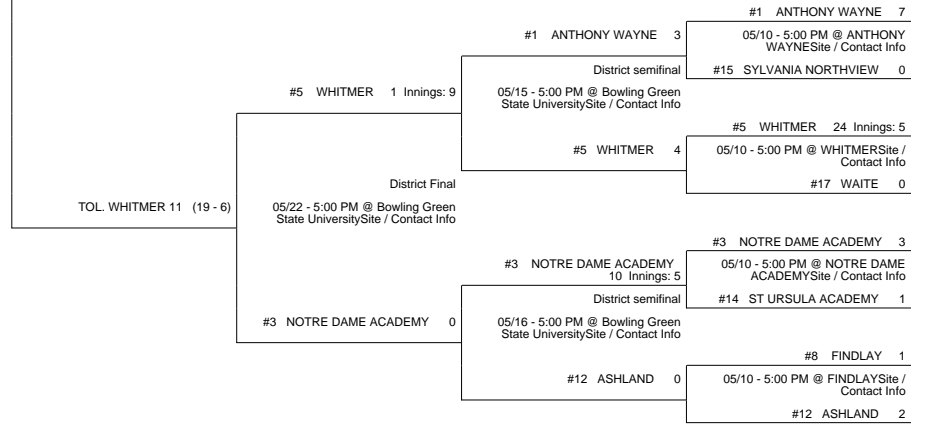 #1 ANTHONY WAYNE 7
05/10 - 5:00 PM @ ANTHONY
WAYNESite / Contact Info
#15 SYLVANIA NORTHVIEW 0
#1 ANTHONY WAYNE 3
District semifinal
05/15 - 5:00 PM @ Bowling Green
State UniversitySite / Contact Info
#5 WHITMER 24 Innings: 5
05/10 - 5:00 PM @ WHITMERSite /
Contact Info
#17 WAITE 0
#5 WHITMER 4
#5 WHITMER 1 Innings: 9
District Final
05/22 - 5:00 PM @ Bowling Green
State UniversitySite / Contact Info
TOL. WHITMER 11 (19 - 6)
#3 NOTRE DAME ACADEMY 3
05/10 - 5:00 PM @ NOTRE DAME
ACADEMYSite / Contact Info
#14 ST URSULA ACADEMY 1
#3 NOTRE DAME ACADEMY
10 Innings: 5
District semifinal
05/16 - 5:00 PM @ Bowling Green
State UniversitySite / Contact Info
#3 NOTRE DAME ACADEMY 0
#8 FINDLAY 1
05/10 - 5:00 PM @ FINDLAYSite /
Contact Info
#12 ASHLAND 2
#12 ASHLAND 0